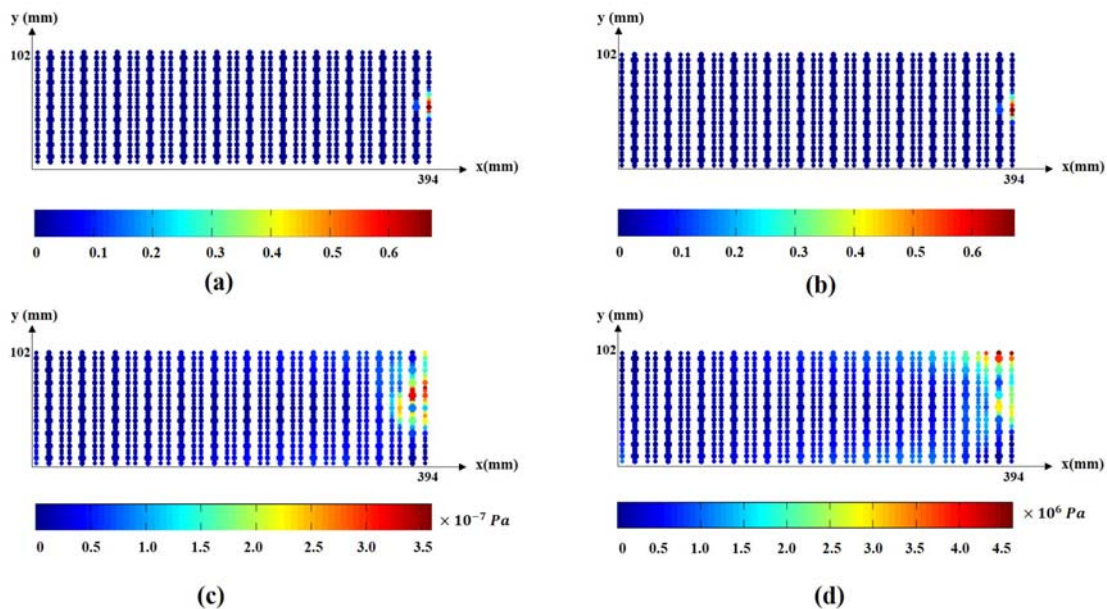 y (mm)
102
x(mm)
394
0 0.1 0.2 0.3 0.4 0.5 0.6
(a)
y (mm)
102
x(mm)
394
0 0.1 0.2 0.3 0.4 0.5 0.6
(b)
y (mm)
102
x(mm)
394
× 10⁻⁷ Pa
0 0.5 1.0 1.5 2.0 2.5 3.0 3.5
(c)
y (mm)
102
x(mm)
394
× 10⁶ Pa
0 0.5 1.0 1.5 2.0 2.5 3.0 3.5 4.0 4.5
(d)